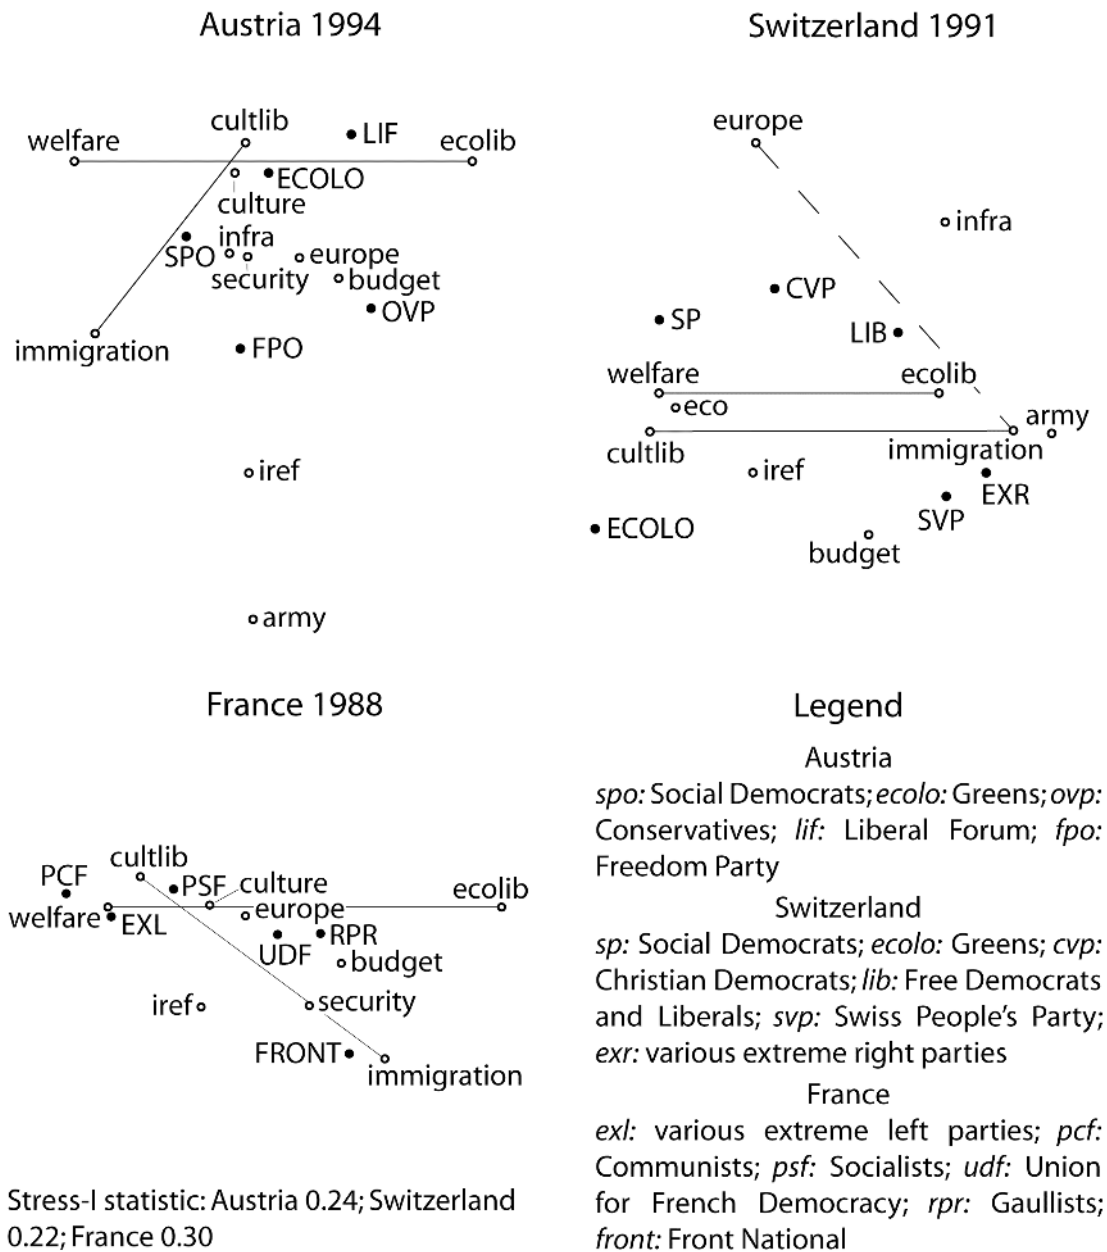 Austria 1994
Switzerland 1991
cultlib
LIF
welfare
ecolib
ECOLO
culture
SPO
infra
europe
security
budget
OVP
immigration
FPO
iref
army
europe
infra
CVP
SP
LIB
welfare
ecolib
eco
army
cultlib
immigration
iref
EXR
SVP
ECOLO
budget
France 1988
cultlib
PCF
PSF
culture
ecolib
welfare
EXL
europe
UDF
RPR
budget
iref
security
FRONT
immigration
Stress-I statistic: Austria 0.24; Switzerland
0.22; France 0.30
Legend
Austria
spo: Social Democrats; ecolo: Greens; ovp:
Conservatives; lif: Liberal Forum; fpo:
Freedom Party
Switzerland
sp: Social Democrats; ecolo: Greens; cvp:
Christian Democrats; lib: Free Democrats
and Liberals; svp: Swiss People's Party;
exr: various extreme right parties
France
exl: various extreme left parties; pcf:
Communists; psf: Socialists; udf: Union
for French Democracy; rpr: Gaullists;
front: Front National